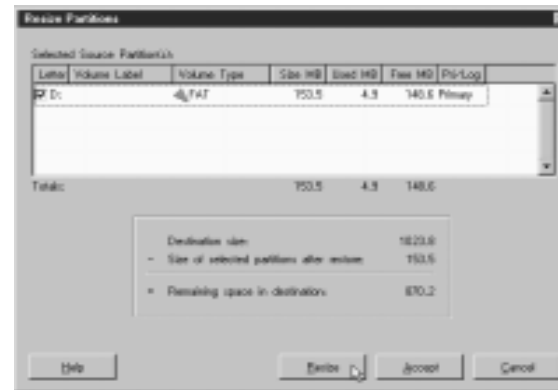 Resize Partitions
Selected Source Partition(s):
Letter Volume Label Volume Type Size MB Used MB Free MB Pri/Log
D: FAT 153.5 4.9 148.6 Primary
Totals: 153.5 4.9 148.6
Destination size: 1023.8
- Size of selected partitions after restore: 153.5
= Remaining space in destination: 870.2
Help Resize Accept Cancel